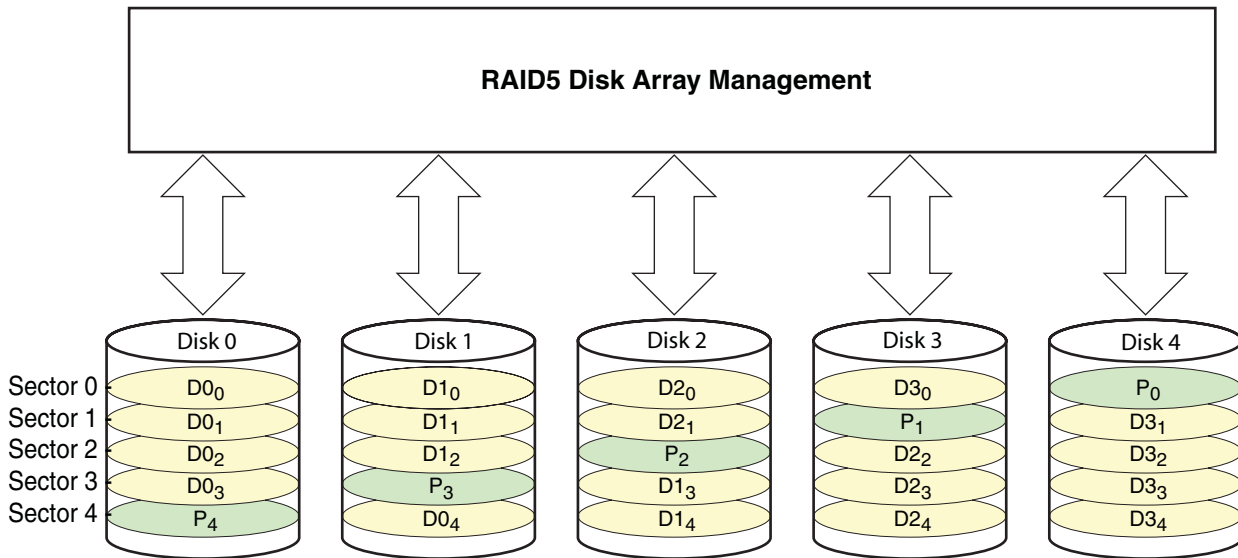 RAID5 Disk Array Management
Disk 0 Disk 1 Disk 2 Disk 3 Disk 4
Sector 0 D0₀ D1₀ D2₀ D3₀ P₀
Sector 1 D0₁ D1₁ D2₁ P₁ D3₁
Sector 2 D0₂ D1₂ P₂ D2₂ D3₂
Sector 3 D0₃ P₃ D1₃ D2₃ D3₃
Sector 4 P₄ D0₄ D1₄ D2₄ D3₄